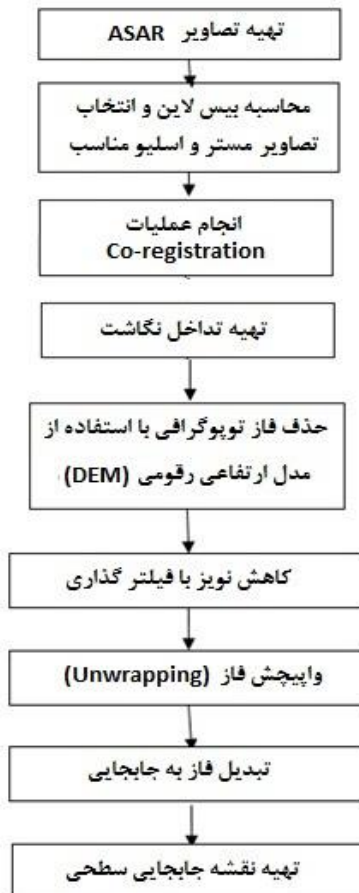 تهیه تصاویر ASAR
محاسبه بیس لاین و انتخاب
تصاویر مستر و اسلیو مناسب
انجام عملیات
Co-registration
تهیه تداخل نگاشت
حذف فاز توپوگرافی با استفاده از
مدل ارتفاعی رقومی (DEM)
کاهش نویز با فیلتر گذاری
واپیچش فاز (Unwrapping)
تبدیل فاز به جابجایی
تهیه نقشه جابجایی سطحی